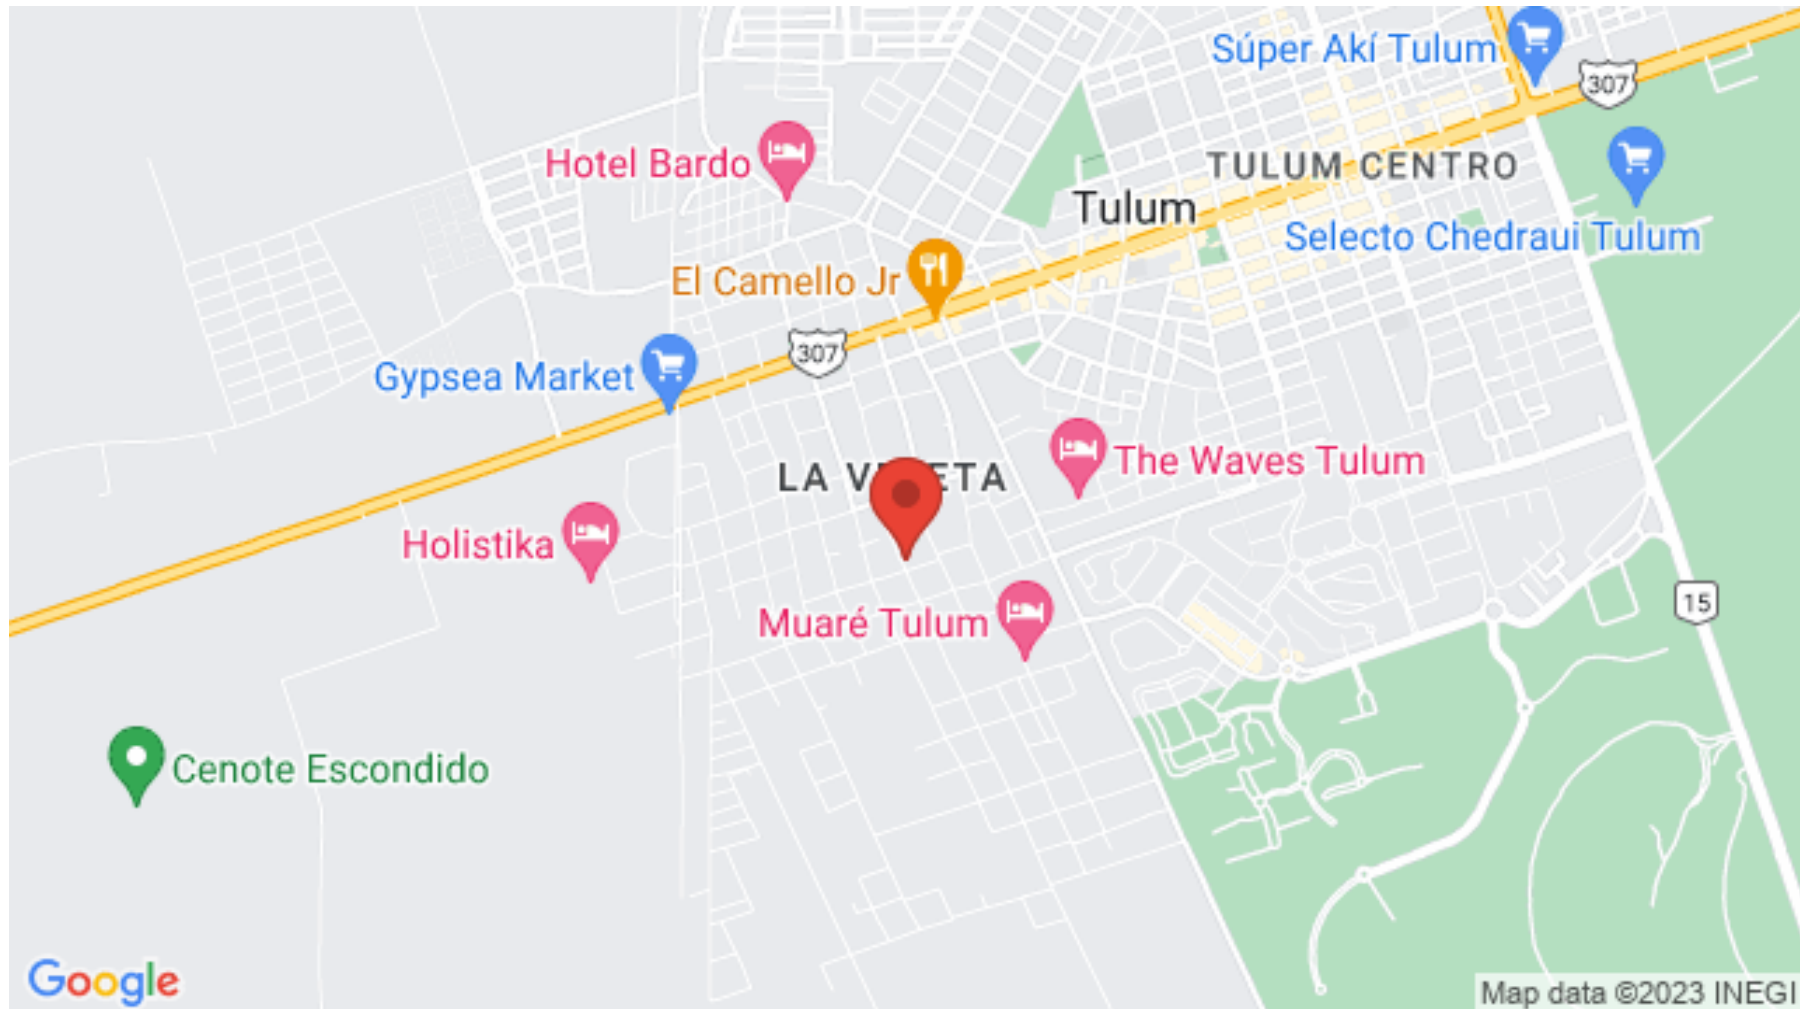 Súper Akí Tulum
307
Hotel Bardo
TULUM CENTRO
Tulum
Selecto Chedraui Tulum
El Camello Jr
307
Gypsea Market
The Waves Tulum
Holistika
15
Muaré Tulum
Cenote Escondido
Google
Map data ©2023 INEGI